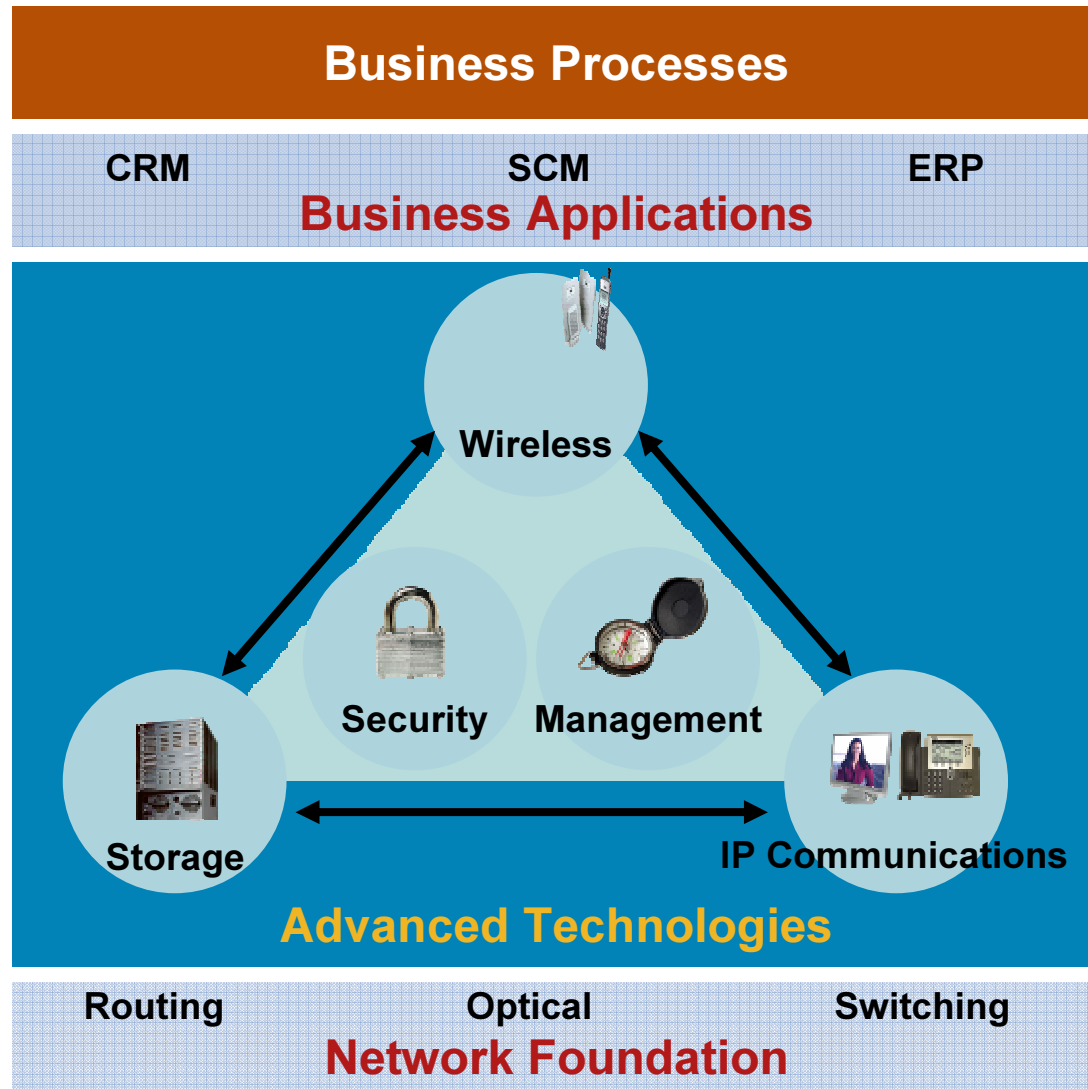 Business Processes
CRM SCM ERP
Business Applications
Wireless
Security Management
Storage IP Communications
Advanced Technologies
Routing Optical Switching
Network Foundation